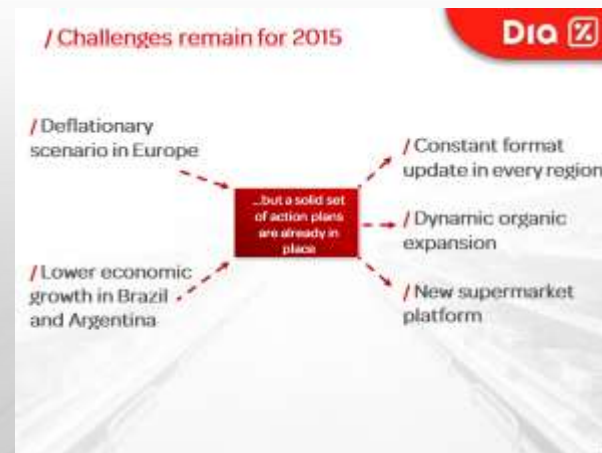 / Challenges remain for 2015
Dia %
/ Deflationary
scenario in Europe
/ Lower economic
growth in Brazil
and Argentina
...but a solid set
of action plans
are already in
place
/ Constant format
update in every region
/ Dynamic organic
expansion
/ New supermarket
platform